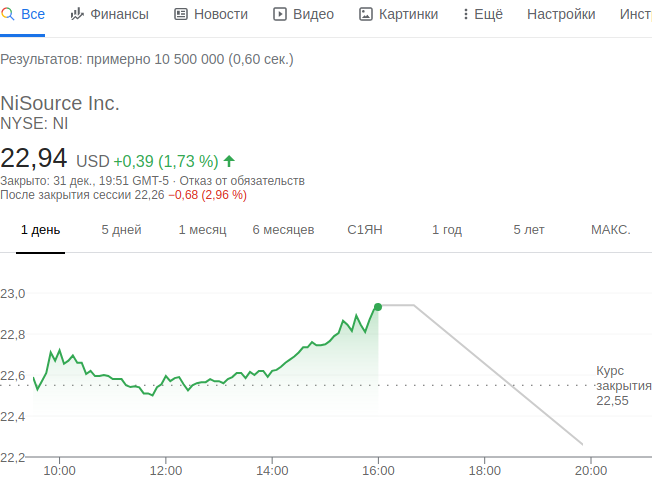 Все Финансы Новости Видео Картинки Ещё Настройки Инст
Результатов: примерно 10 500 000 (0,60 сек.)
NiSource Inc.
NYSE: NI
22,94 USD +0,39 (1,73 %)
Закрыто: 31 дек., 19:51 GMT-5 · Отказ от обязательств
После закрытия сессии 22,26 −0,68 (2,96 %)
1 день 5 дней 1 месяц 6 месяцев С1ЯН 1 год 5 лет МАКС.
23,0
22,8
22,6
22,4
22,2
Курс
закрытия
22,55
10:00 12:00 14:00 16:00 18:00 20:00